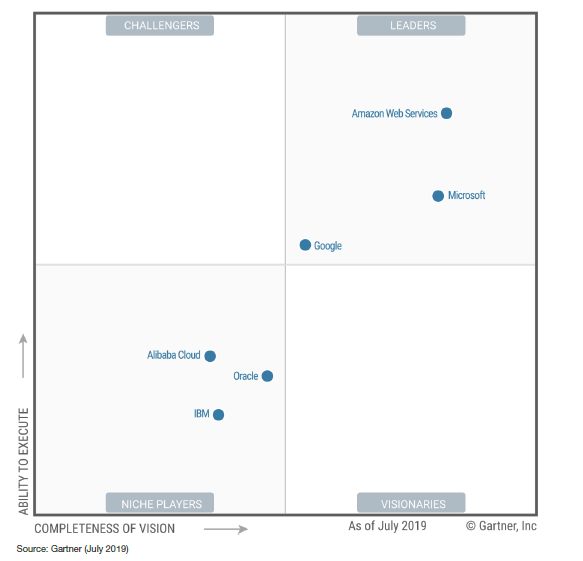 CHALLENGERS
LEADERS
Amazon Web Services
Microsoft
Google
Alibaba Cloud
Oracle
IBM
ABILITY TO EXECUTE
NICHE PLAYERS
VISIONARIES
COMPLETENESS OF VISION
As of July 2019
© Gartner, Inc
Source: Gartner (July 2019)